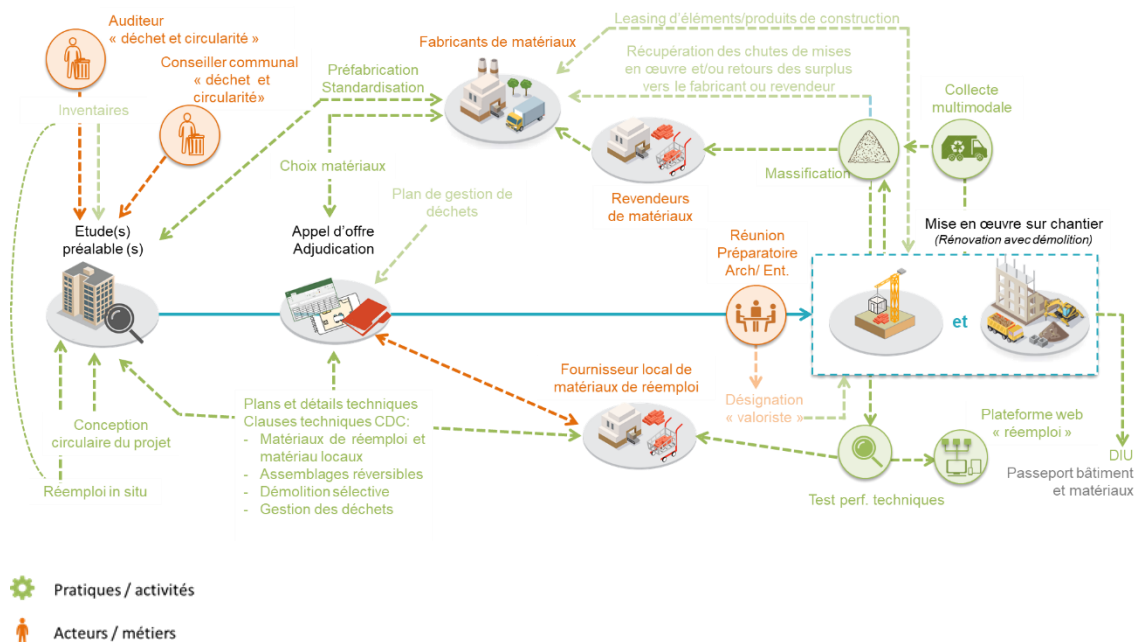 Auditeur
« déchet et circularité »
Conseiller communal
« déchet et
circularité»
Inventaires
Fabricants de matériaux
Préfabrication
Standardisation
Leasing d'éléments/produits de construction
Récupération des chutes de mises
en œuvre et/ou retours des surplus
vers le fabricant ou revendeur
Collecte
multimodale
Choix matériaux
Massification
Plan de gestion de
déchets
Revendeurs
de matériaux
Etude(s)
préalable (s)
Appel d'offre
Adjudication
Réunion
Préparatoire
Arch/ Ent.
Mise en œuvre sur chantier
(Rénovation avec démolition)
et
Fournisseur local de
matériaux de réemploi
Désignation
« valoriste »
Conception
circulaire du projet
Réemploi in situ
Plans et détails techniques
Clauses techniques CDC:
- Matériaux de réemploi et
matériau locaux
- Assemblages réversibles
- Démolition sélective
- Gestion des déchets
Plateforme web
« réemploi »
Test perf. techniques
DIU
Passeport bâtiment
et matériaux
Pratiques / activités
Acteurs / métiers